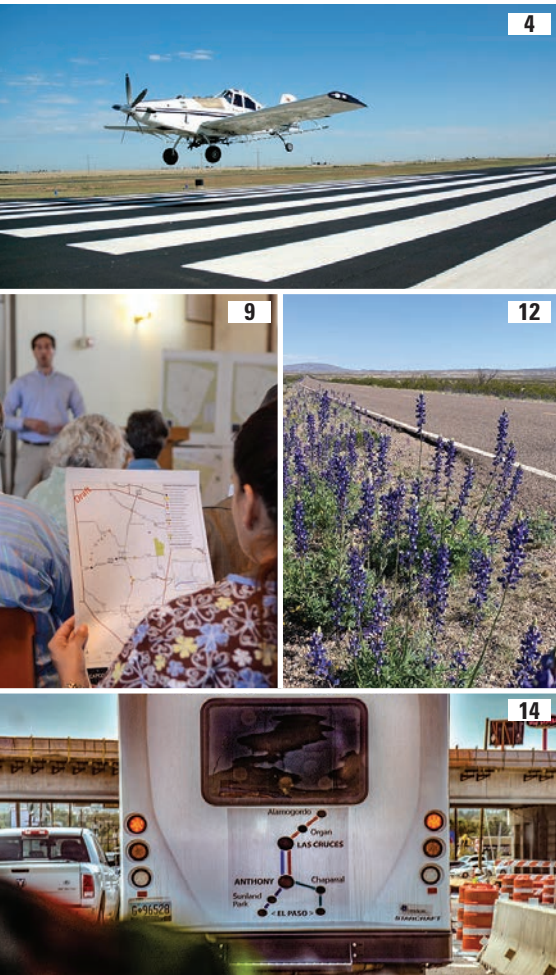 4
9
12
Draft
14
Alamogordo
Organ
LAS CRUCES
ANTHONY
Chaparral
Sunland
Park
< EL PASO >
STARCRAFT
G•96528